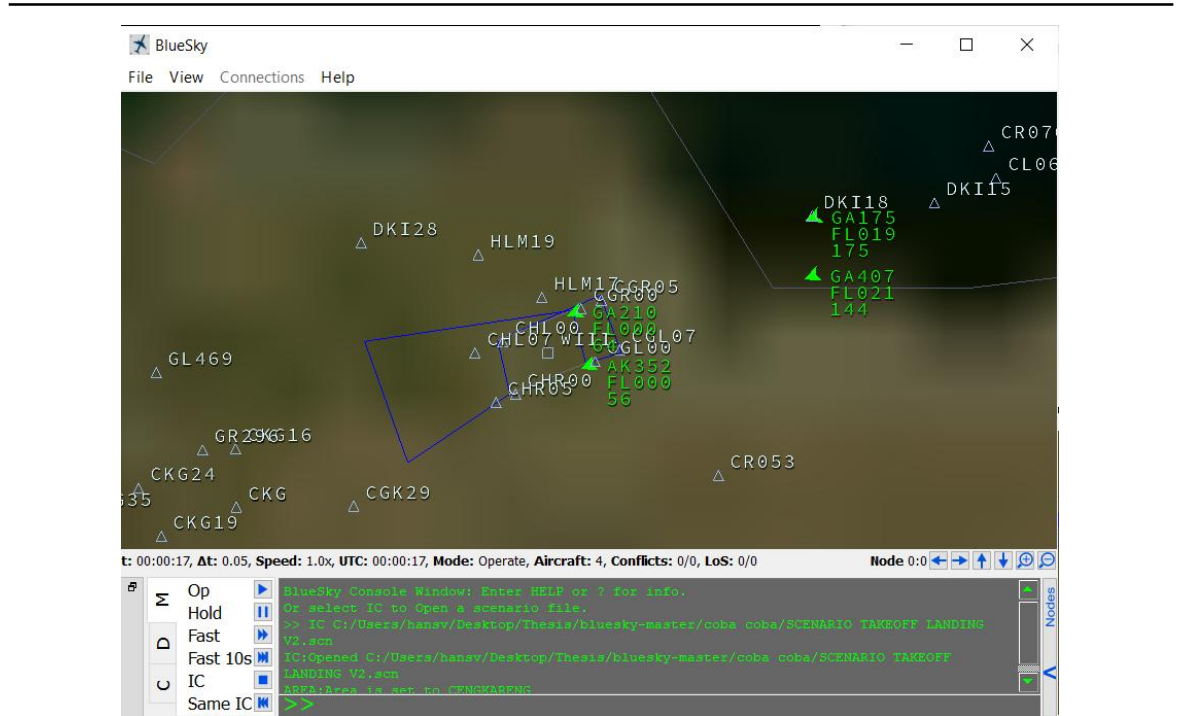 BlueSky
File View Connections Help
CR070
CL06
DKI15
DKI18
GA175
FL019
175
GA407
FL021
144
DKI28
HLM19
HLM17
CGR05
CGR00
GA210
FL000
60
CHL00
CHL07
WIII
CGL07
CGL00
AK352
FL000
56
CHR00
CHR05
GL469
GR296
CKG16
CR053
CKG24
G35
CKG
CGK29
CKG19
t: 00:00:17, Δt: 0.05, Speed: 1.0x, UTC: 00:00:17, Mode: Operate, Aircraft: 4, Conflicts: 0/0, LoS: 0/0 Node 0:0
M
D
C
Op
Hold
Fast
Fast 10s
IC
Same IC
BlueSky Console Window: Enter HELP or ? for info.
Or select IC to Open a scenario file.
>> IC C:/Users/hansv/Desktop/Thesis/bluesky-master/coba coba/SCENARIO TAKEOFF LANDING
V2.scn
IC:Opened C:/Users/hansv/Desktop/Thesis/bluesky-master/coba coba/SCENARIO TAKEOFF
LANDING V2.scn
AREA:Area is set to CENGKARENG
>>
Nodes